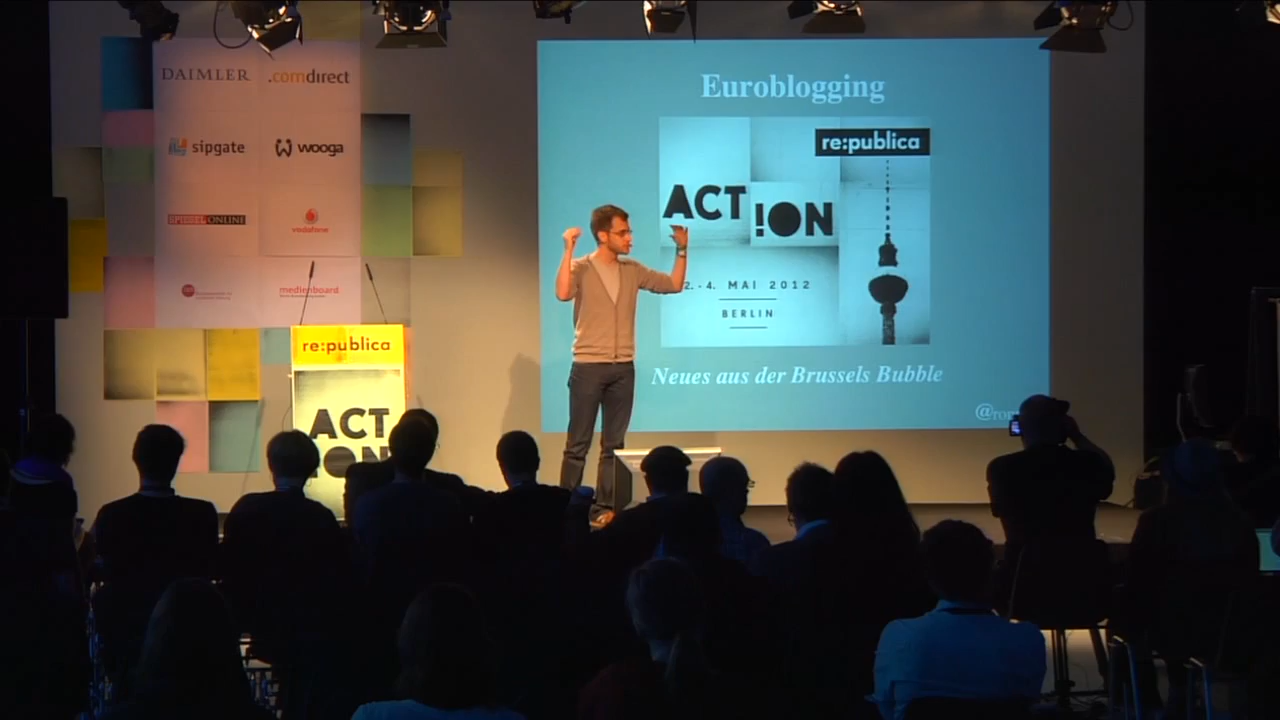 DAIMLER
.comdirect
sipgate
wooga
SPIEGEL ONLINE
vodafone
medienboard
re:publica
ACT
ION
Euroblogging
re:publica
ACT
!ON
2.-4. MAI 2012
BERLIN
Neues aus der Brussels Bubble